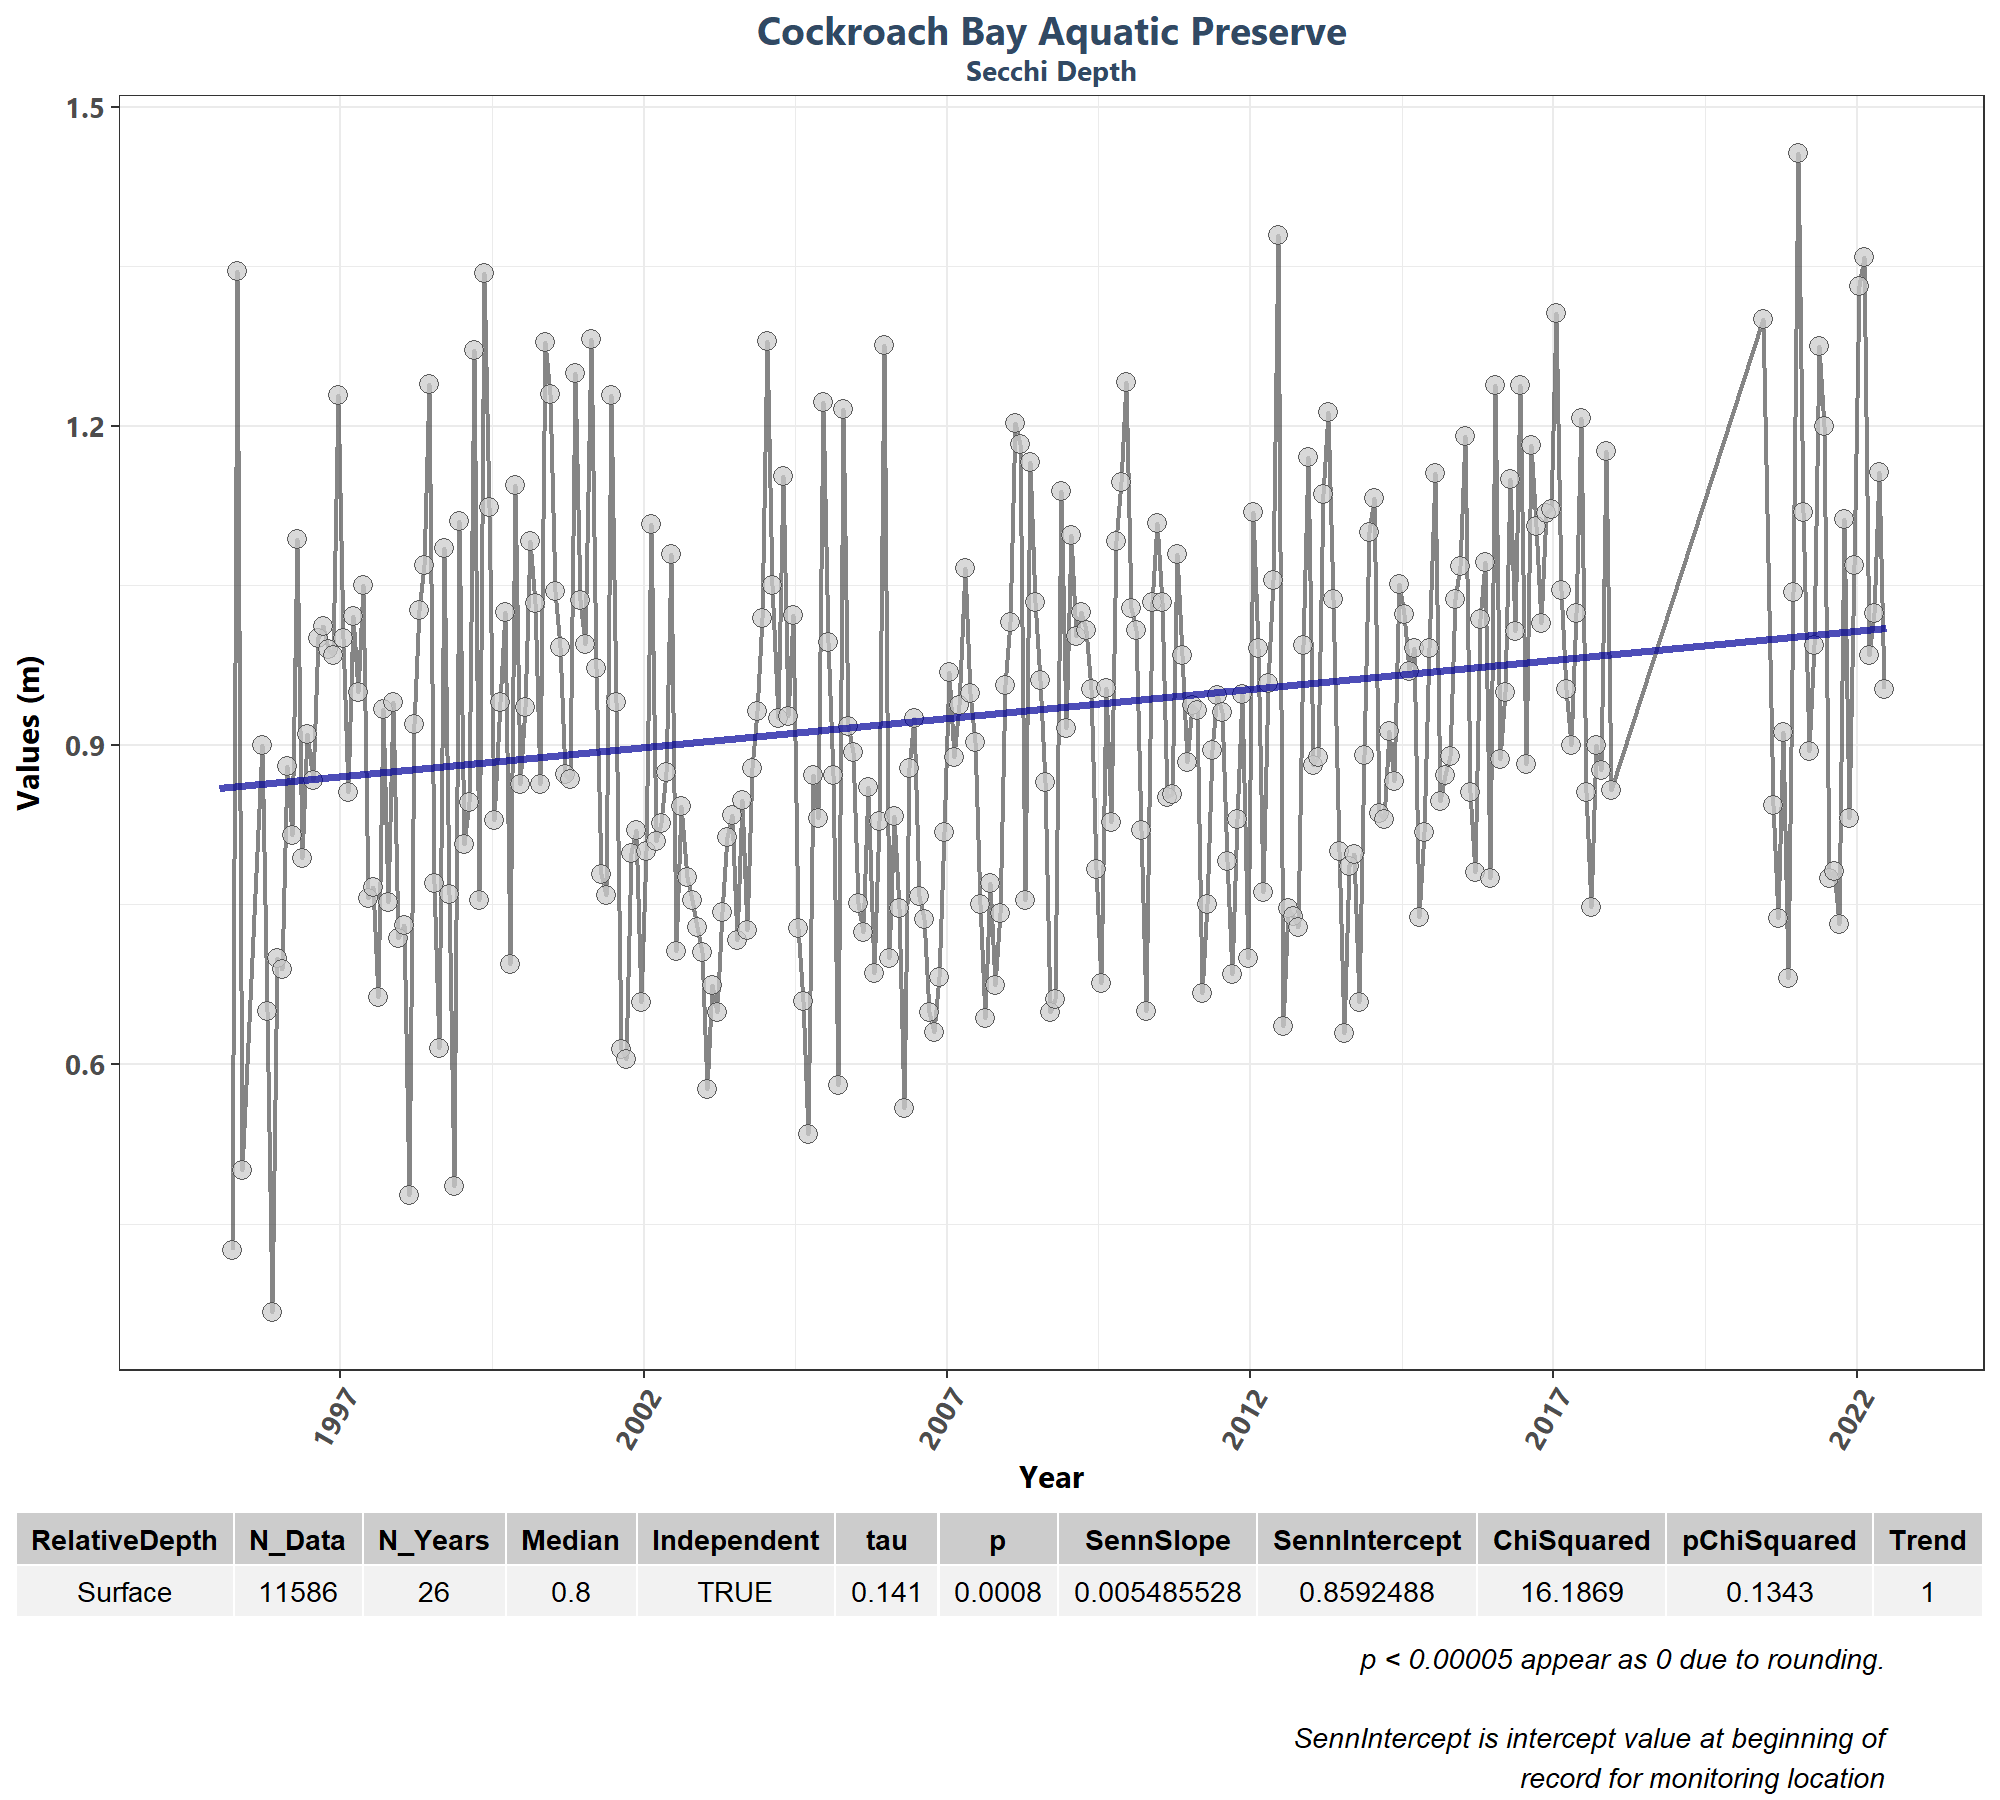 Cockroach Bay Aquatic Preserve
Secchi Depth
1.5
1.2
0.9
0.6
Values (m)
1997
2002
2007
2012
2017
2022
Year
RelativeDepth N_Data N_Years Median Independent tau p SennSlope SennIntercept ChiSquared pChiSquared Trend
Surface 11586 26 0.8 TRUE 0.141 0.0008 0.005485528 0.8592488 16.1869 0.1343 1
p < 0.00005 appear as 0 due to rounding.
SennIntercept is intercept value at beginning of
record for monitoring location